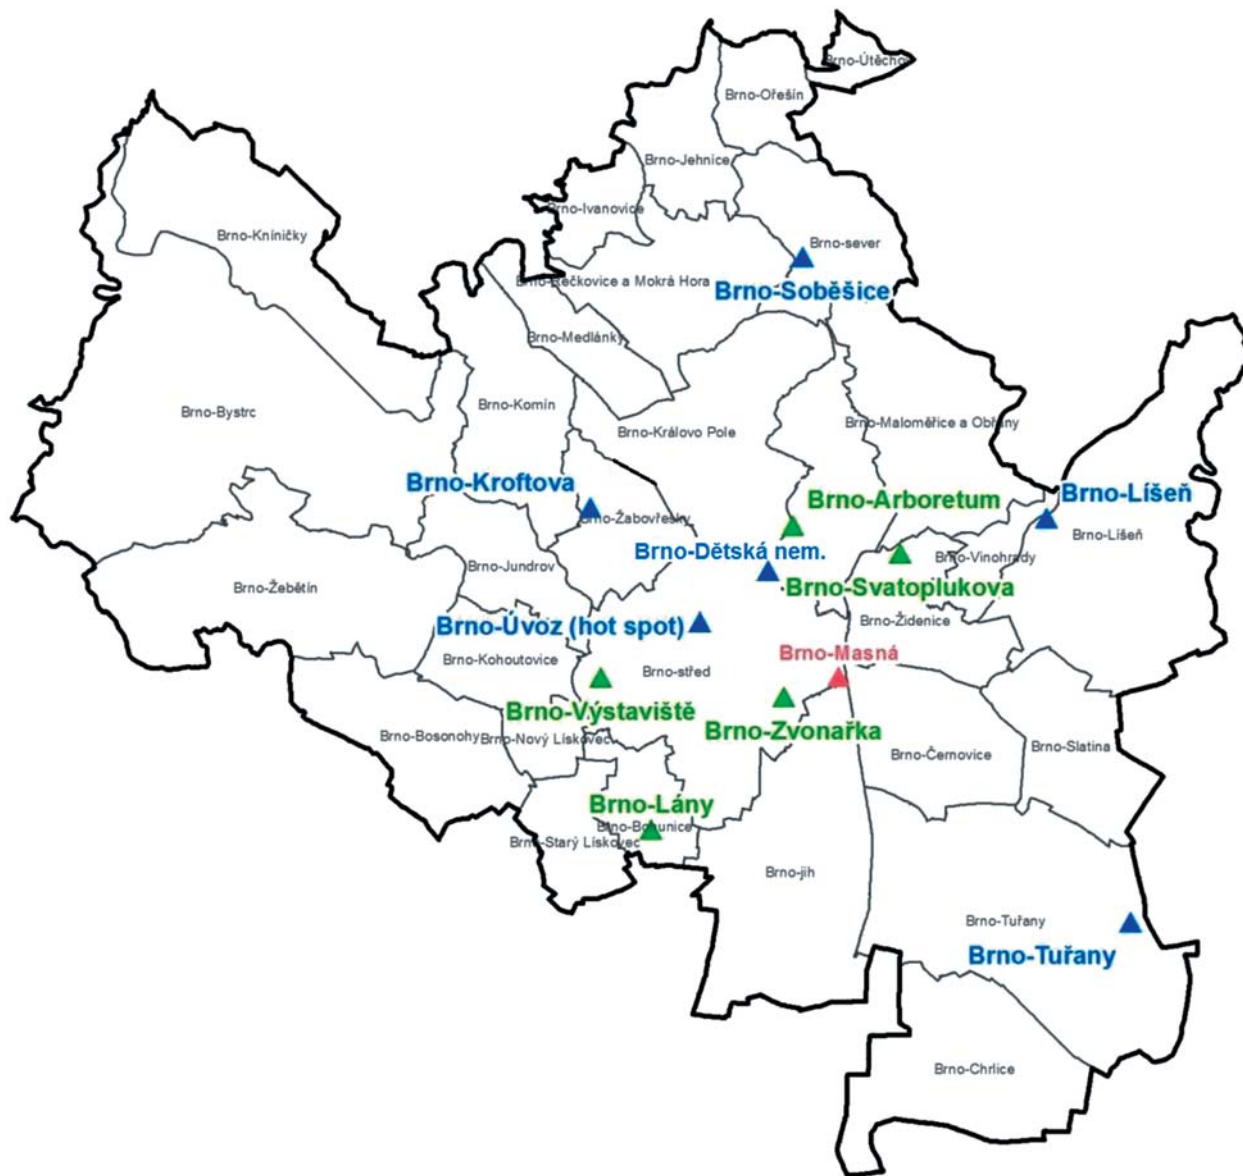 Brno-Útěchov
Brno-Ořešín
Brno-Jehnice
Brno-Ivanovice
Brno-Kníničky
Brno-sever
Brno-Řečkovice a Mokrá Hora
Brno-Soběšice
Brno-Medlánky
Brno-Komín
Brno-Bystrc
Brno-Královo Pole
Brno-Maloměřice a Obřany
Brno-Kroftova
Brno-Arboretum
Brno-Líšeň
Brno-Žabovřesky
Brno-Líšeň
Brno-Dětská nem.
Brno-Vinohrady
Brno-Jundrov
Brno-Žebětín
Brno-Svatoplukova
Brno-Úvoz (hot spot)
Brno-Židenice
Brno-Masná
Brno-Kohoutovice
Brno-střed
Brno-Výstaviště
Brno-Zvonařka
Brno-Bosonohy
Brno-Nový Lískovec
Brno-Černovice
Brno-Slatina
Brno-Lány
Brno-Bohunice
Brno-Starý Lískovec
Brno-jih
Brno-Tuřany
Brno-Tuřany
Brno-Chrlice